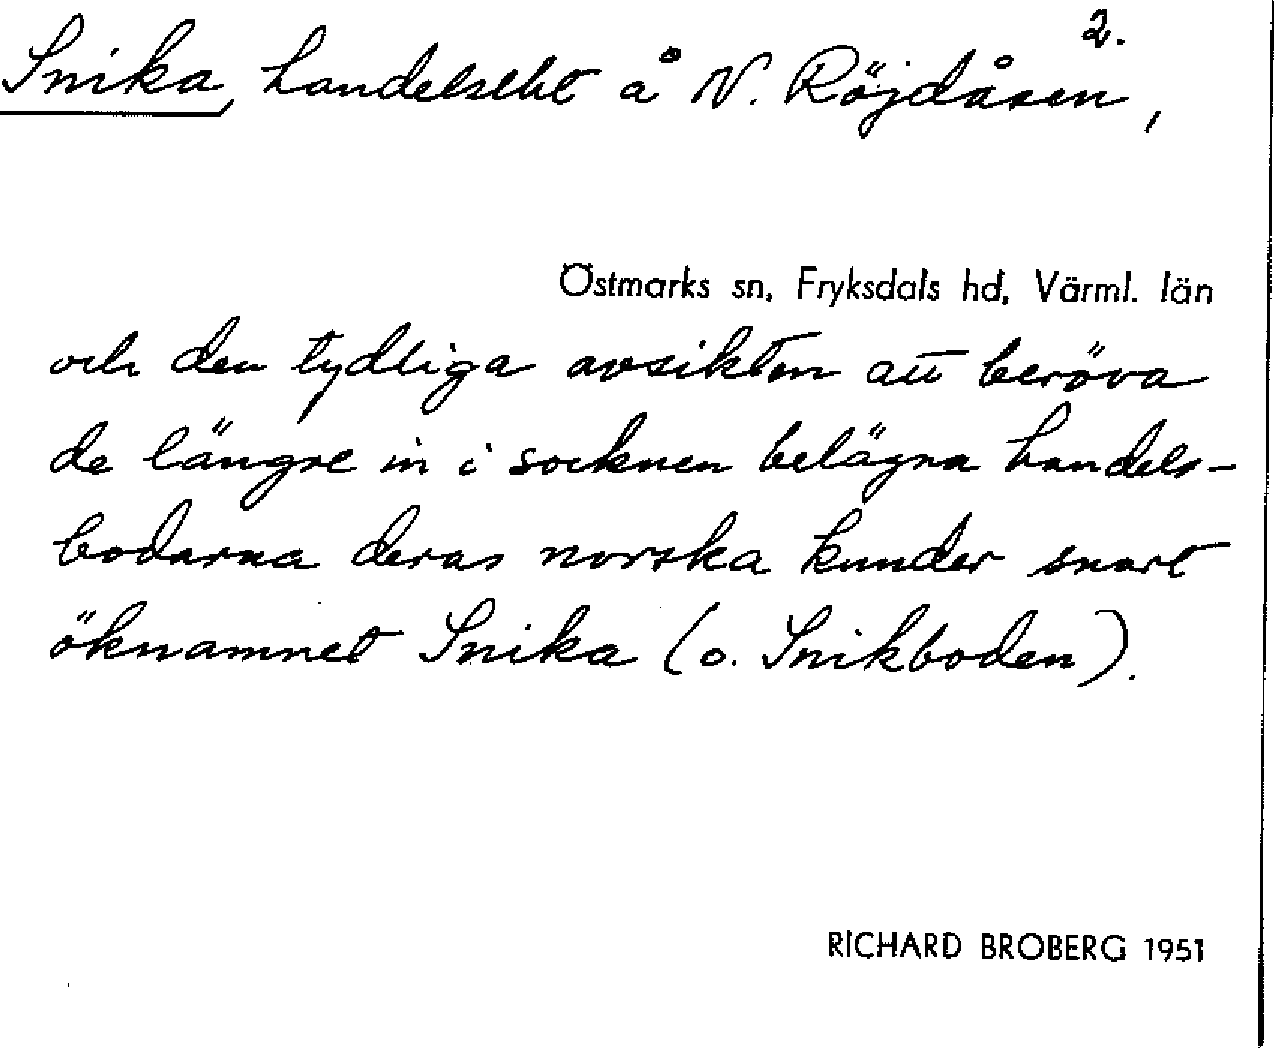 2.
Snika, handelslht å N. Röjdåsen,
Östmarks sn, Fryksdals hd, Värml. län
och den tydliga avsikten att beröva
de längre in i socknen belägna handels-
bodarna deras norska kunder snart
öknamnet Snika (o. Snikboden).
RICHARD BROBERG 1951